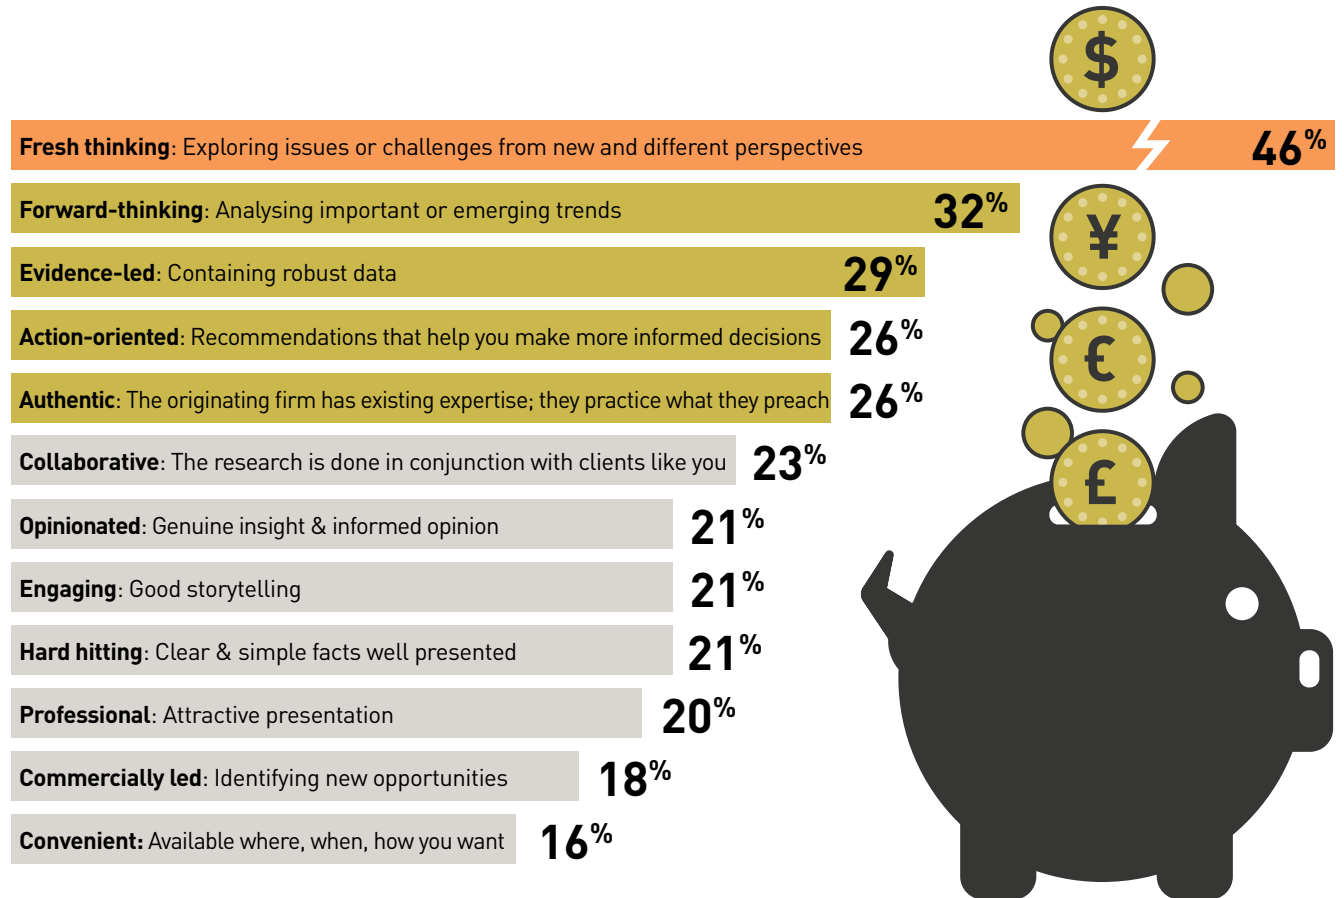 $
Fresh thinking: Exploring issues or challenges from new and different perspectives 46%
Forward-thinking: Analysing important or emerging trends 32%
¥
Evidence-led: Containing robust data 29%
Action-oriented: Recommendations that help you make more informed decisions 26%
€
Authentic: The originating firm has existing expertise; they practice what they preach 26%
Collaborative: The research is done in conjunction with clients like you 23%
£
Opinionated: Genuine insight & informed opinion 21%
Engaging: Good storytelling 21%
Hard hitting: Clear & simple facts well presented 21%
Professional: Attractive presentation 20%
Commercially led: Identifying new opportunities 18%
Convenient: Available where, when, how you want 16%